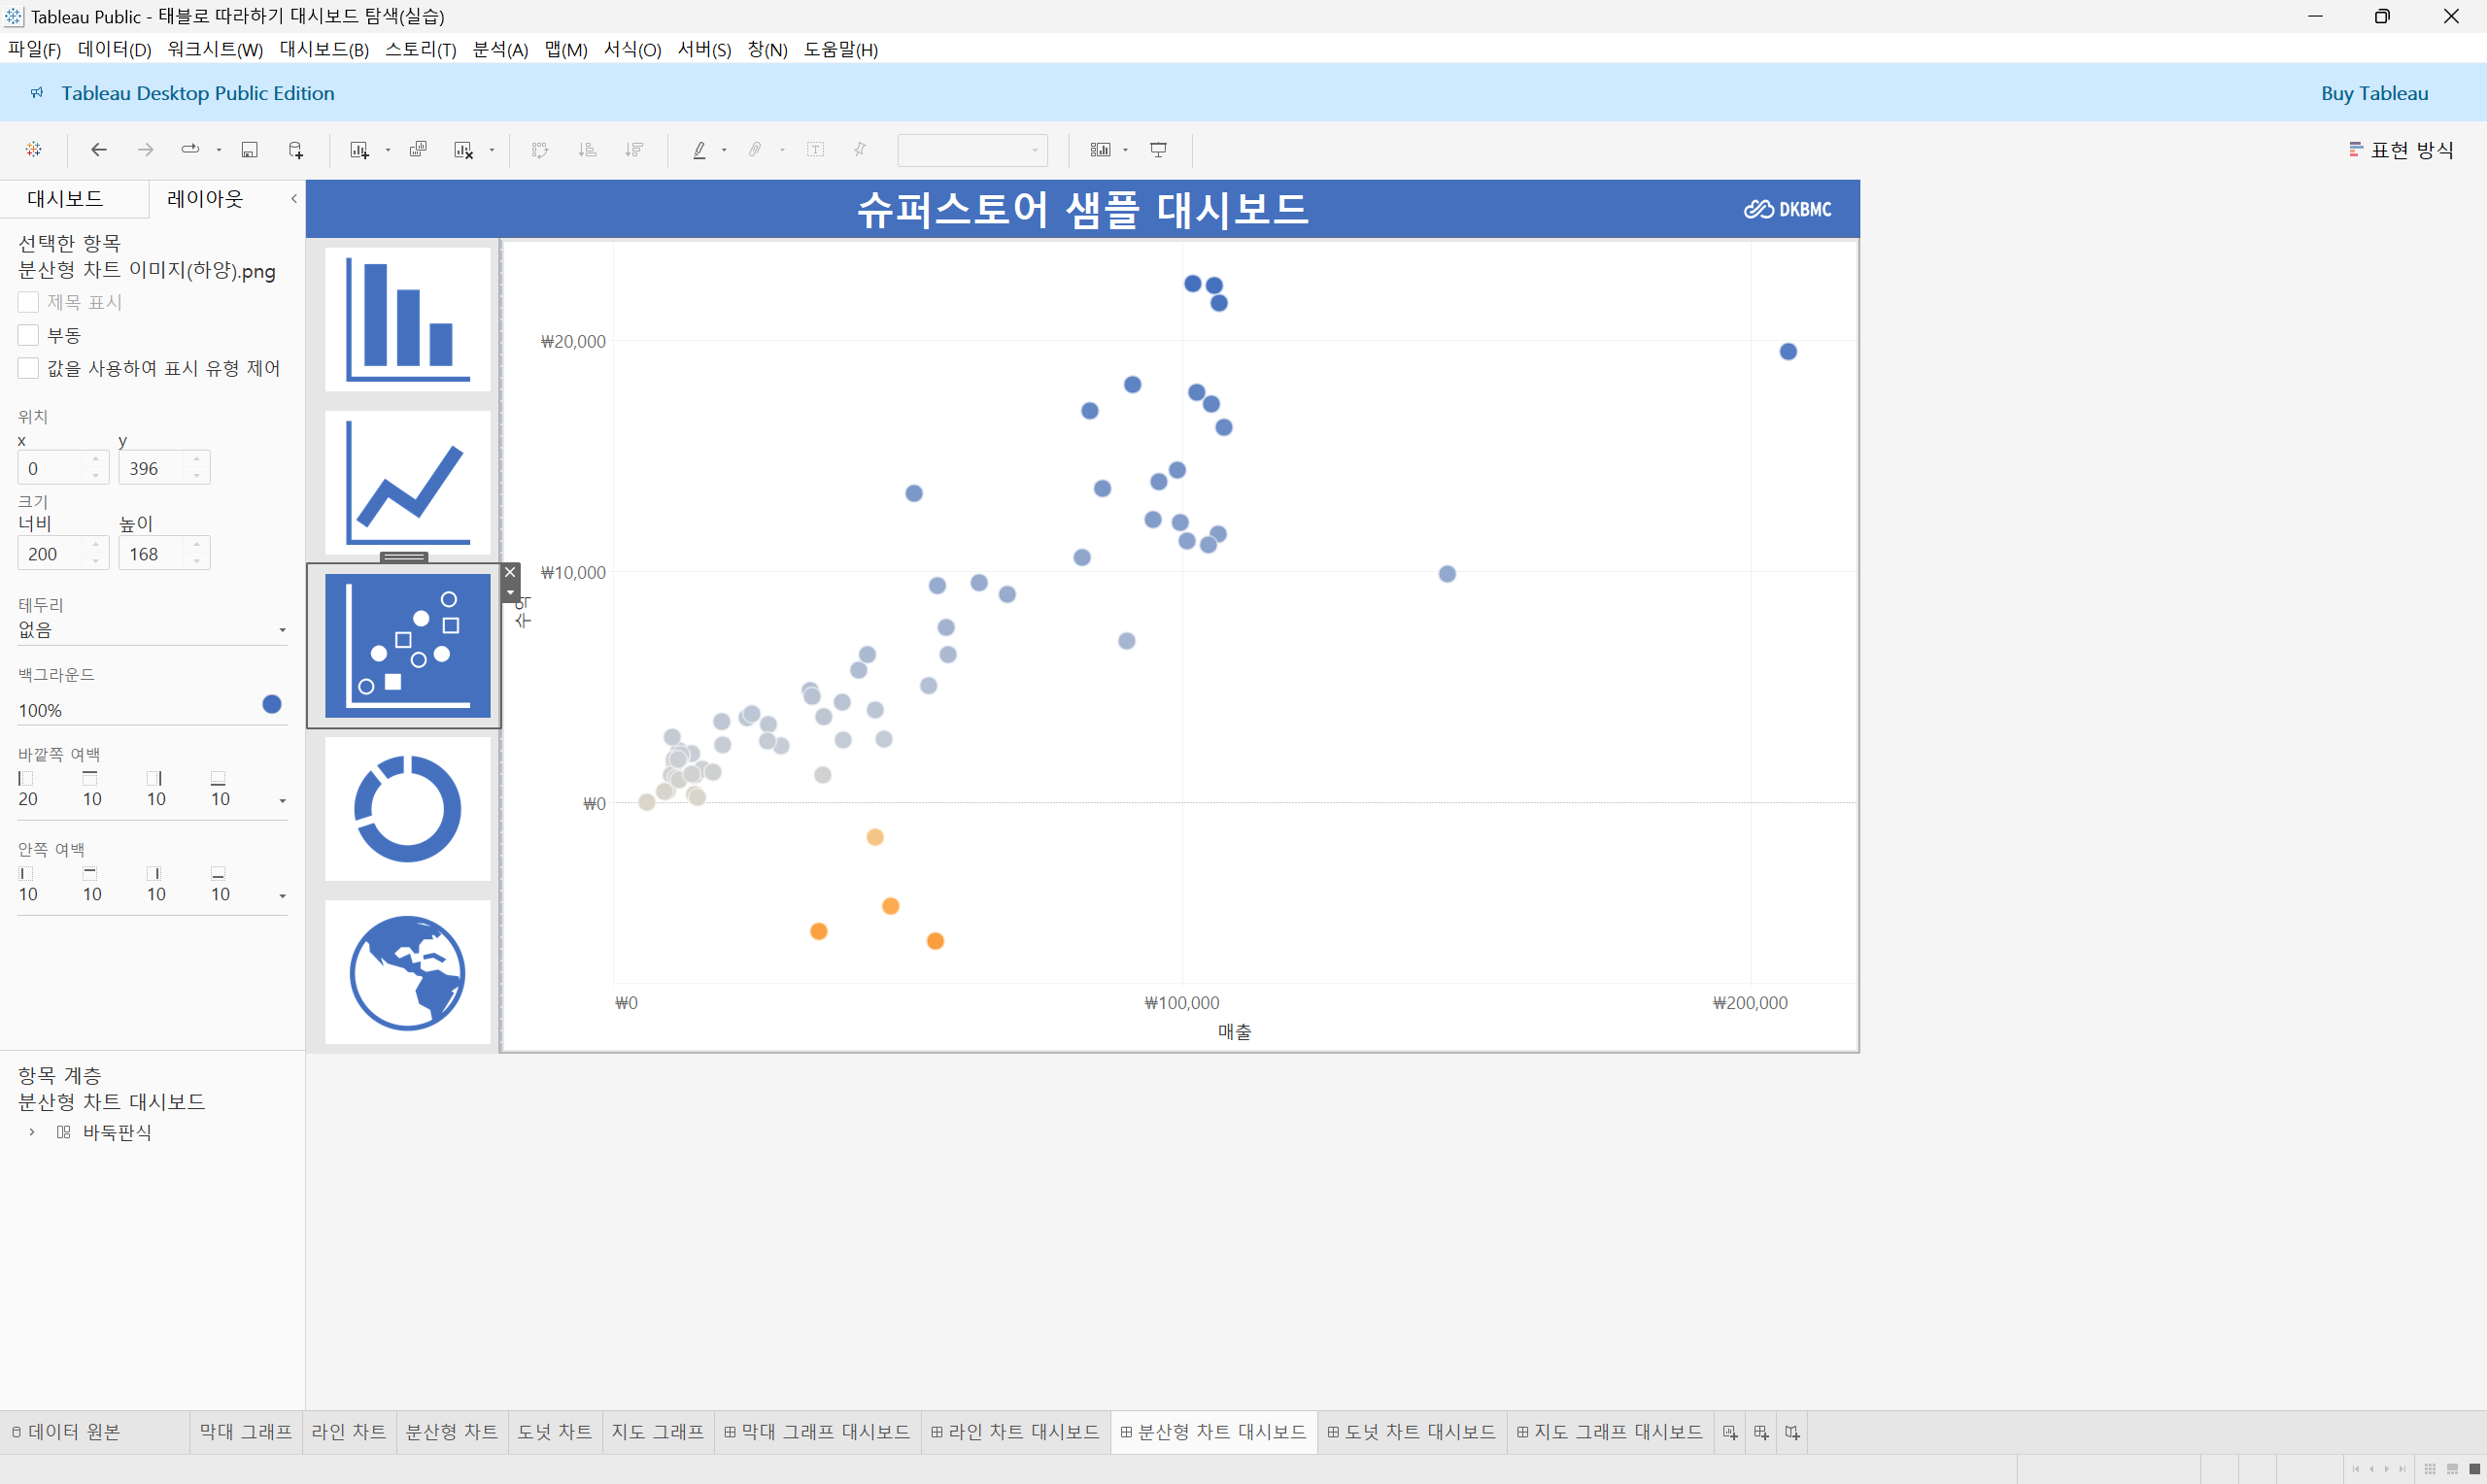 Tableau Public - 태블로 따라하기 대시보드 탐색(실습)
파일(F) 데이터(D) 워크시트(W) 대시보드(B) 스토리(T) 분석(A) 맵(M) 서식(O) 서버(S) 창(N) 도움말(H)
Tableau Desktop Public Edition
Buy Tableau
표현 방식
대시보드 레이아웃
선택한 항목
분산형 차트 이미지(하양).png
제목 표시
부동
값을 사용하여 표시 유형 제어
위치
x y
0 396
크기
너비 높이
200 168
테두리
없음
백그라운드
100%
바깥쪽 여백
20 10 10 10
안쪽 여백
10 10 10 10
항목 계층
분산형 차트 대시보드
바둑판식
슈퍼스토어 샘플 대시보드
DKBMC
₩20,000
₩10,000
₩0
₩0 ₩100,000 ₩200,000
매출
데이터 원본 막대 그래프 라인 차트 분산형 차트 도넛 차트 지도 그래프 막대 그래프 대시보드 라인 차트 대시보드 분산형 차트 대시보드 도넛 차트 대시보드 지도 그래프 대시보드